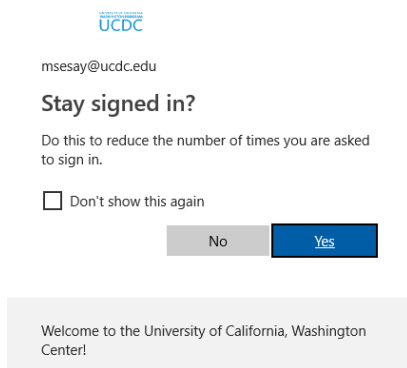 UCDC
msesay@ucdc.edu
Stay signed in?
Do this to reduce the number of times you are asked
to sign in.
Don't show this again
No
Yes
Welcome to the University of California, Washington
Center!